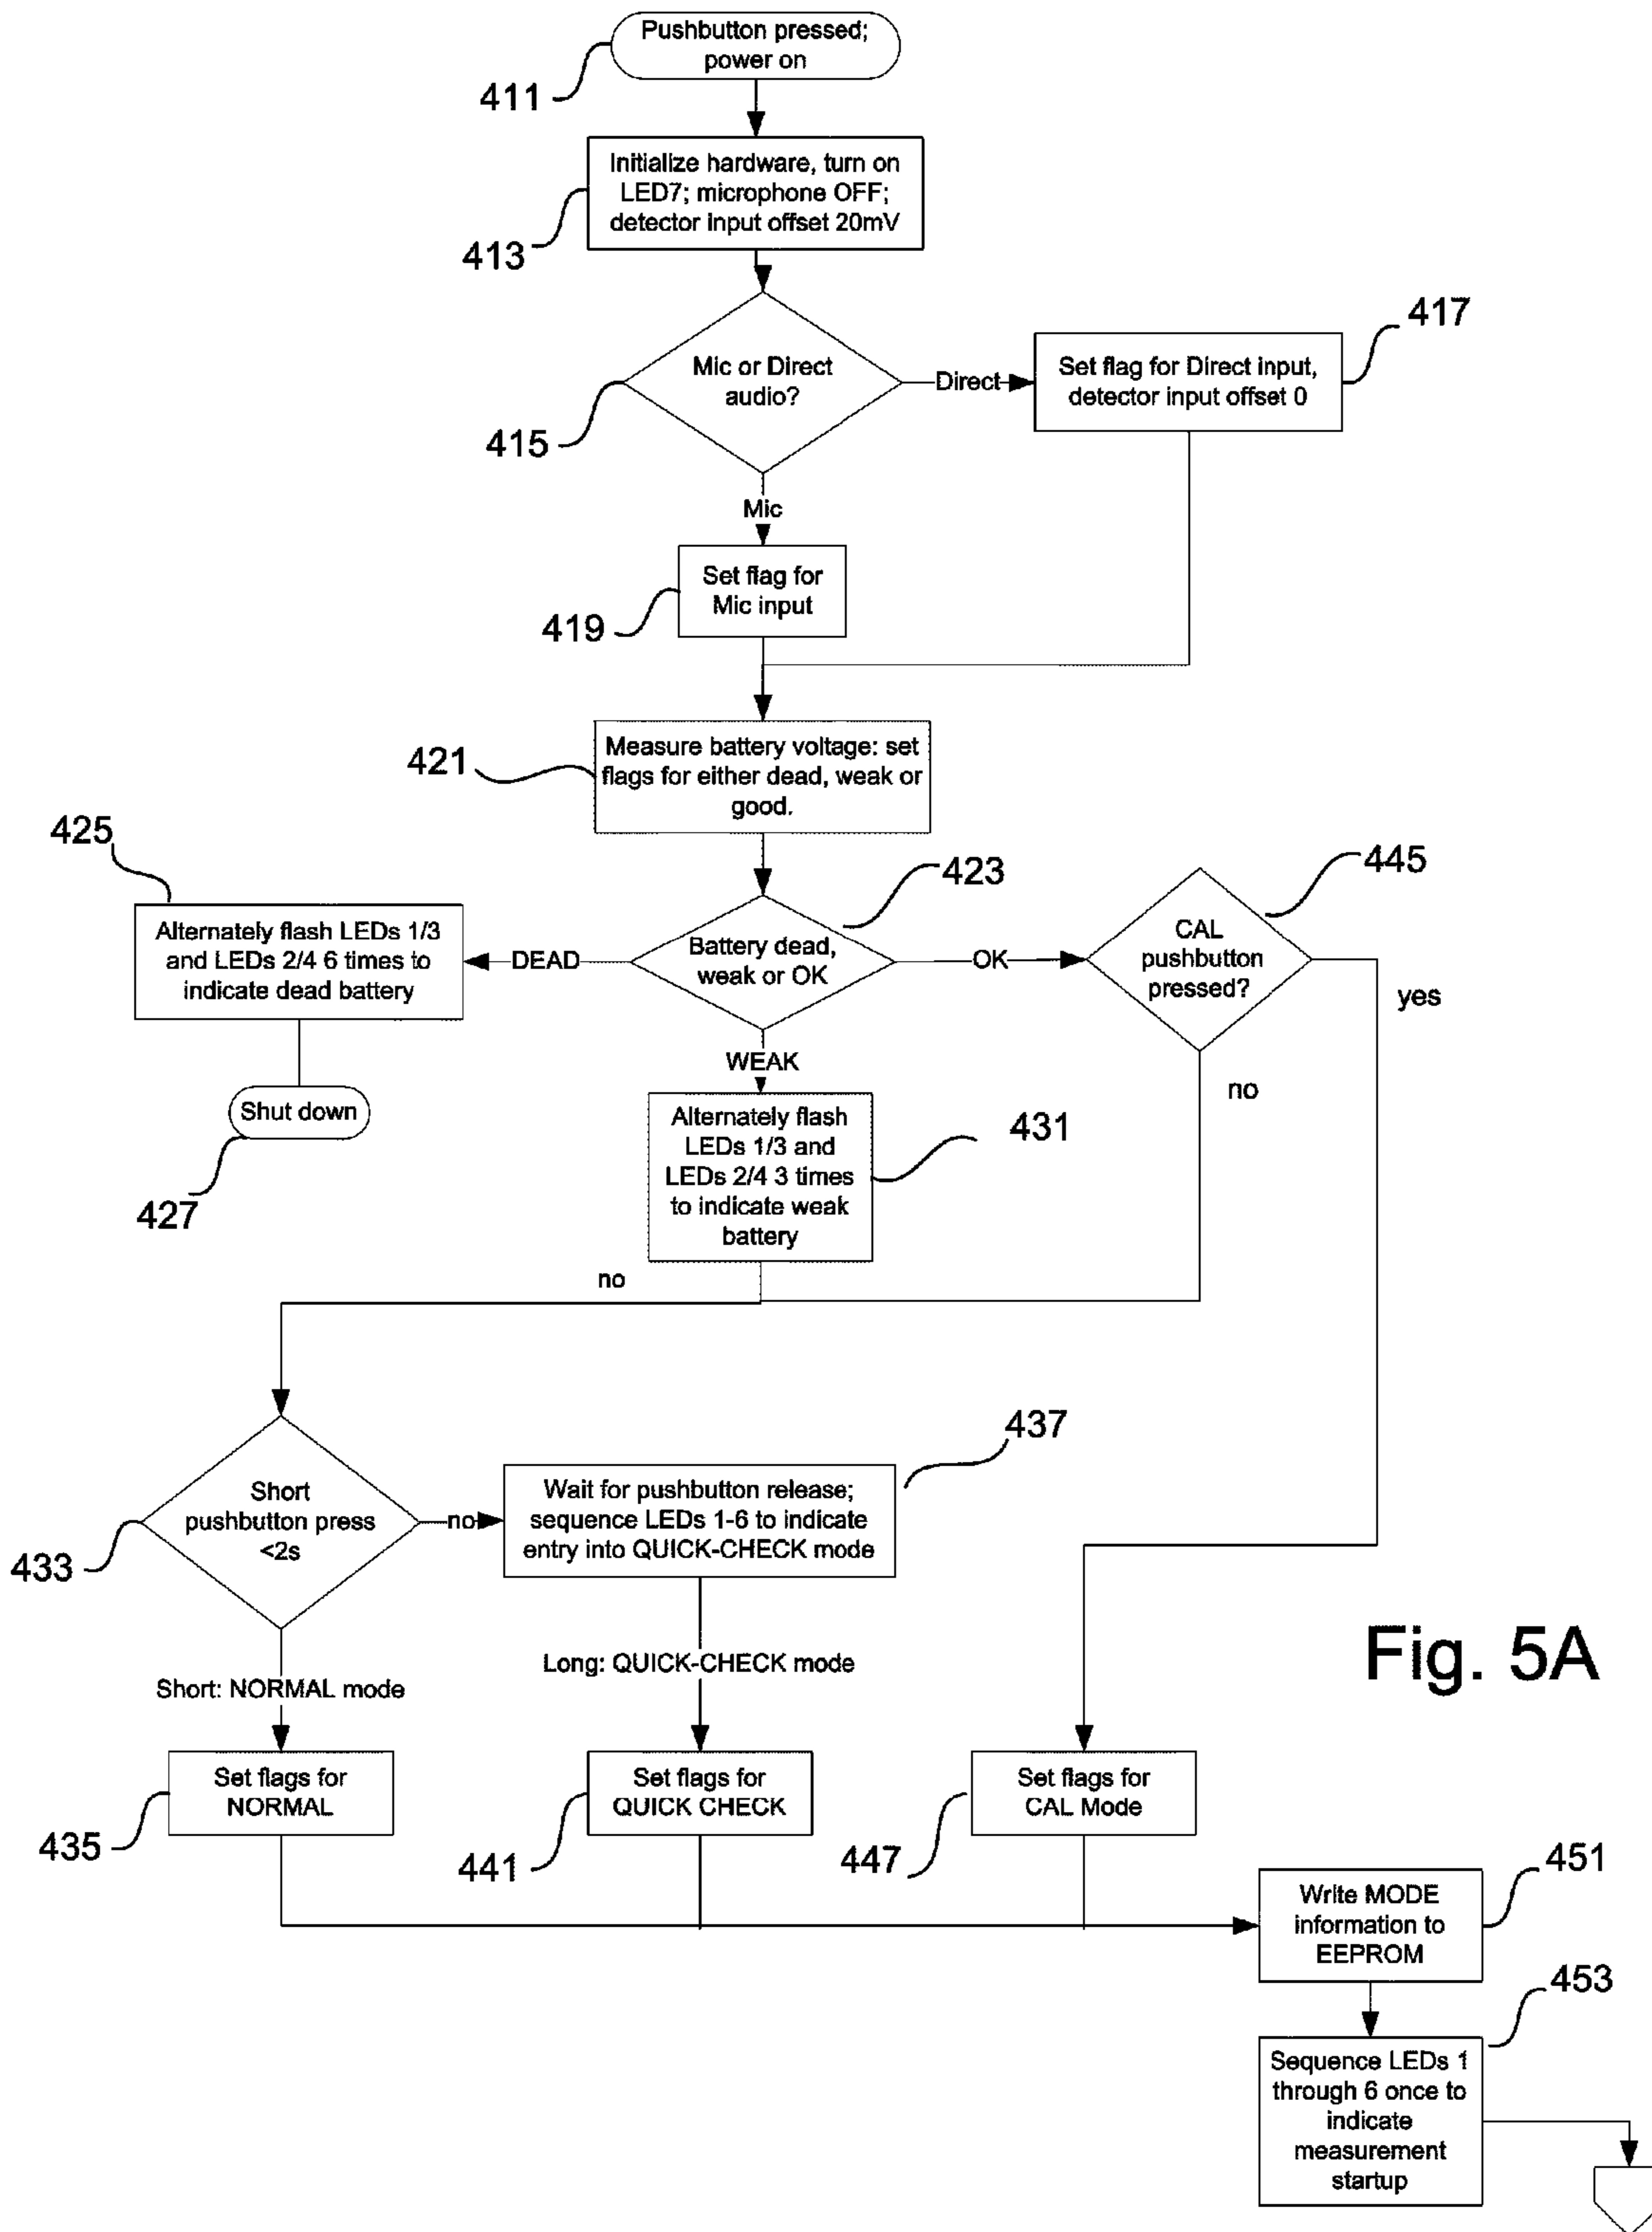 Pushbutton pressed;
power on
411
Initialize hardware, turn on
LED7; microphone OFF;
detector input offset 20mV
413
417
Mic or Direct
audio?
Direct
Set flag for Direct input,
detector input offset 0
415
Mic
Set flag for
Mic input
419
Measure battery voltage: set
flags for either dead, weak or
good.
421
425
423
445
Alternately flash LEDs 1/3
and LEDs 2/4 6 times to
indicate dead battery
DEAD
Battery dead,
weak or OK
OK
CAL
pushbutton
pressed?
yes
WEAK
no
Shut down
427
Alternately flash
LEDs 1/3 and
LEDs 2/4 3 times
to indicate weak
battery
431
no
437
Short
pushbutton press
<2s
no
Wait for pushbutton release;
sequence LEDs 1-6 to indicate
entry into QUICK-CHECK mode
433
Long: QUICK-CHECK mode
Short: NORMAL mode
Fig. 5A
Set flags for
NORMAL
435
Set flags for
QUICK CHECK
441
Set flags for
CAL Mode
447
451
Write MODE
information to
EEPROM
453
Sequence LEDs 1
through 6 once to
indicate
measurement
startup